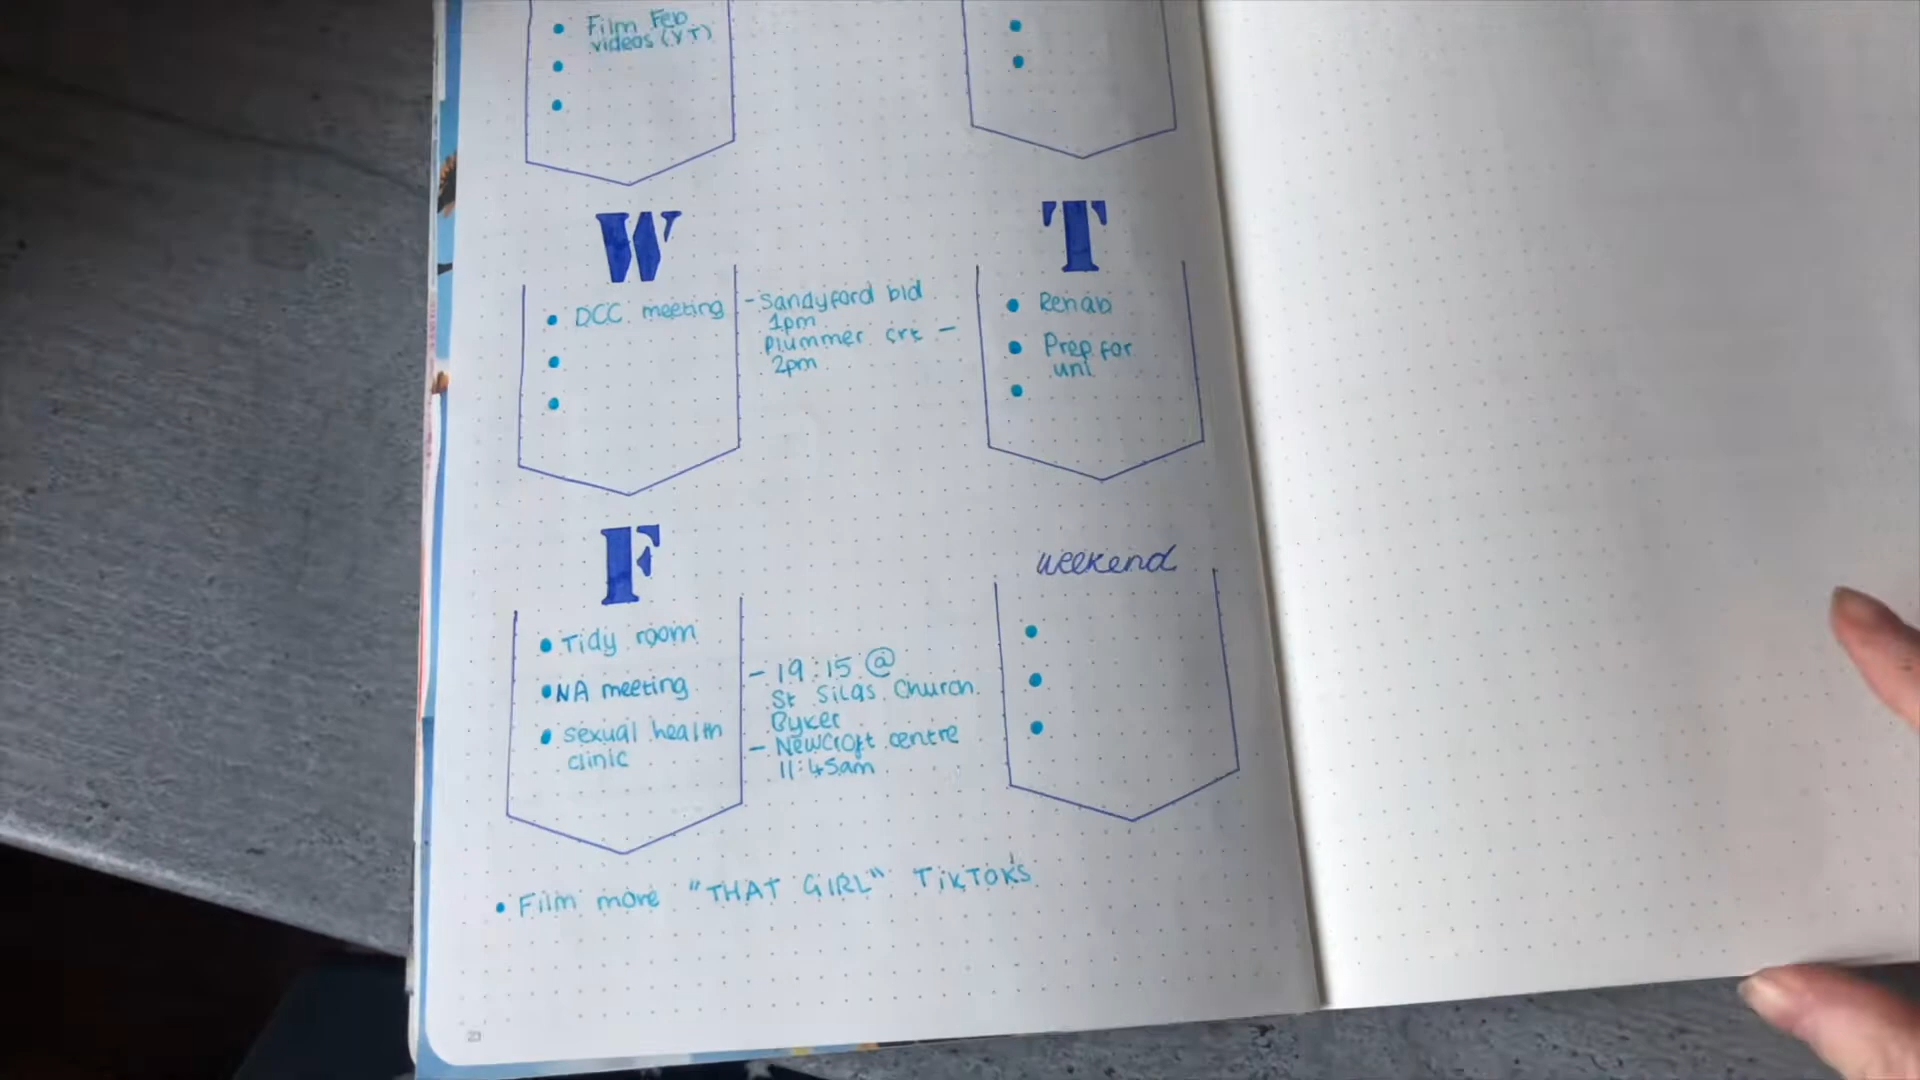 Film Feb
videos (YT)
W
DCC meeting
- Sandyford bld
1pm
Plummer crt -
2pm
T
Rehab
Prep for
uni
F
Tidy room
NA meeting
sexual health
clinic
- 19:15 @
St Silas Church
Byker
- Newcroft centre
11:45am
weekend
Film more "THAT GIRL" TikToks
23